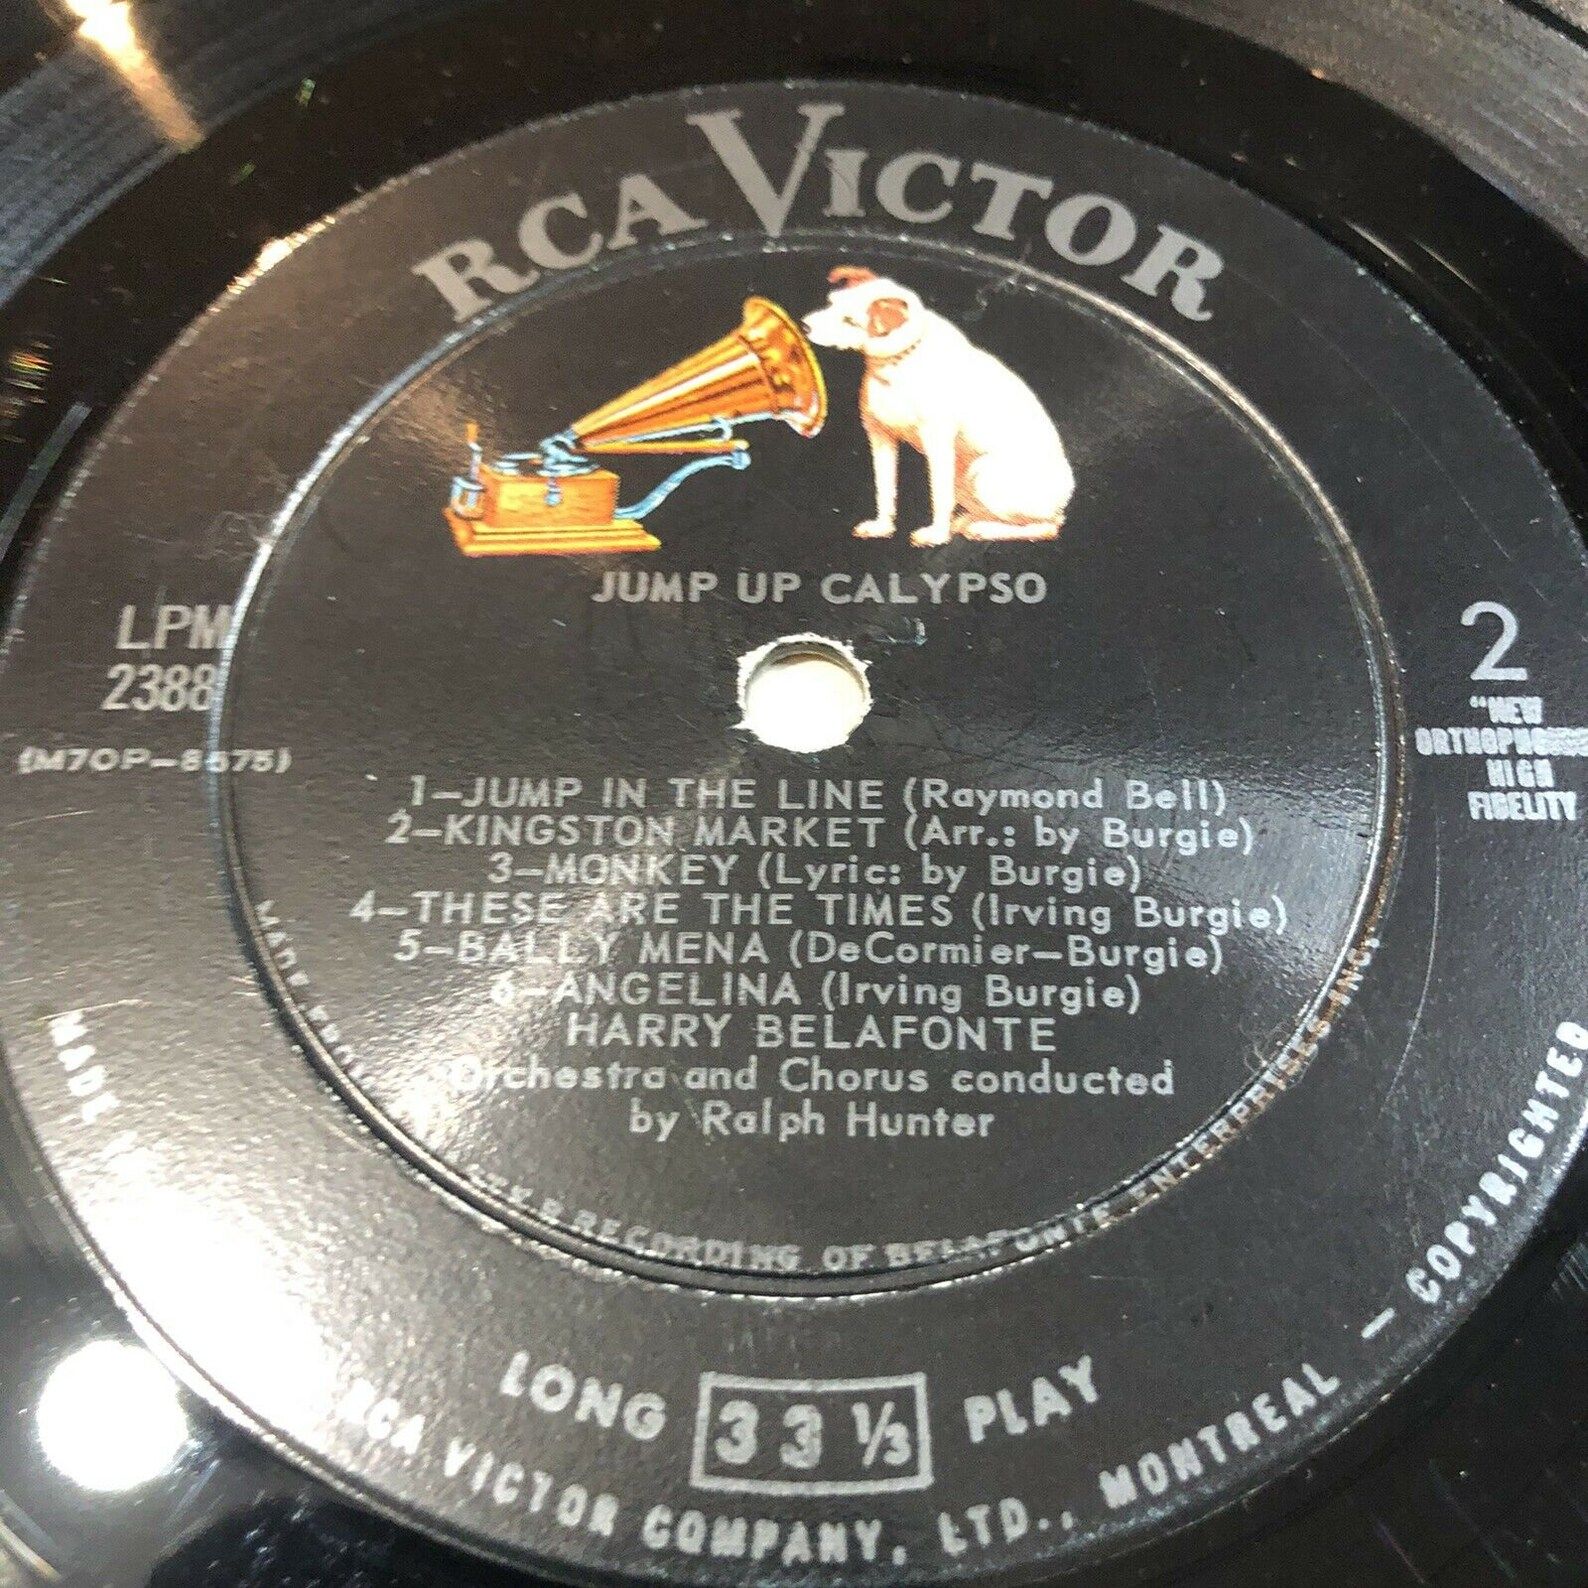 RCA VICTOR
JUMP UP CALYPSO
LPM
2388
2
"NEW
HIGH
FIDELITY
1—JUMP IN THE LINE (Raymond Bell)
2—KINGSTON MARKET (Arr.: by Burgie)
3—MONKEY (Lyric: by Burgie)
4—THESE ARE THE TIMES (Irving Burgie)
5—BALLY MENA (DeCormier—Burgie)
6—ANGELINA (Irving Burgie)
HARRY BELAFONTE
Orchestra and Chorus conducted
by Ralph Hunter
MADE RECORDING OF BELAFONTE ENTERPRISES INC.
LONG 33 1/3 PLAY
MADE RCA VICTOR COMPANY, LTD., MONTREAL — COPYRIGHTED